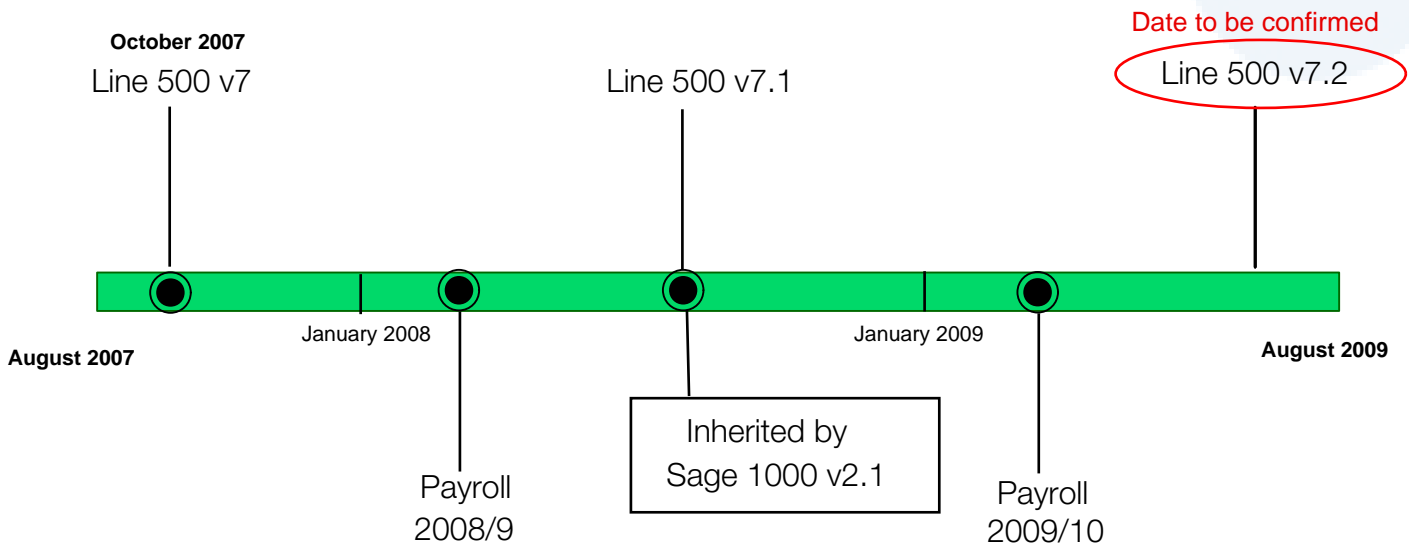 Date to be confirmed
October 2007
Line 500 v7
Line 500 v7.1
Line 500 v7.2
January 2008
January 2009
August 2007
August 2009
Inherited by
Sage 1000 v2.1
Payroll
2008/9
Payroll
2009/10